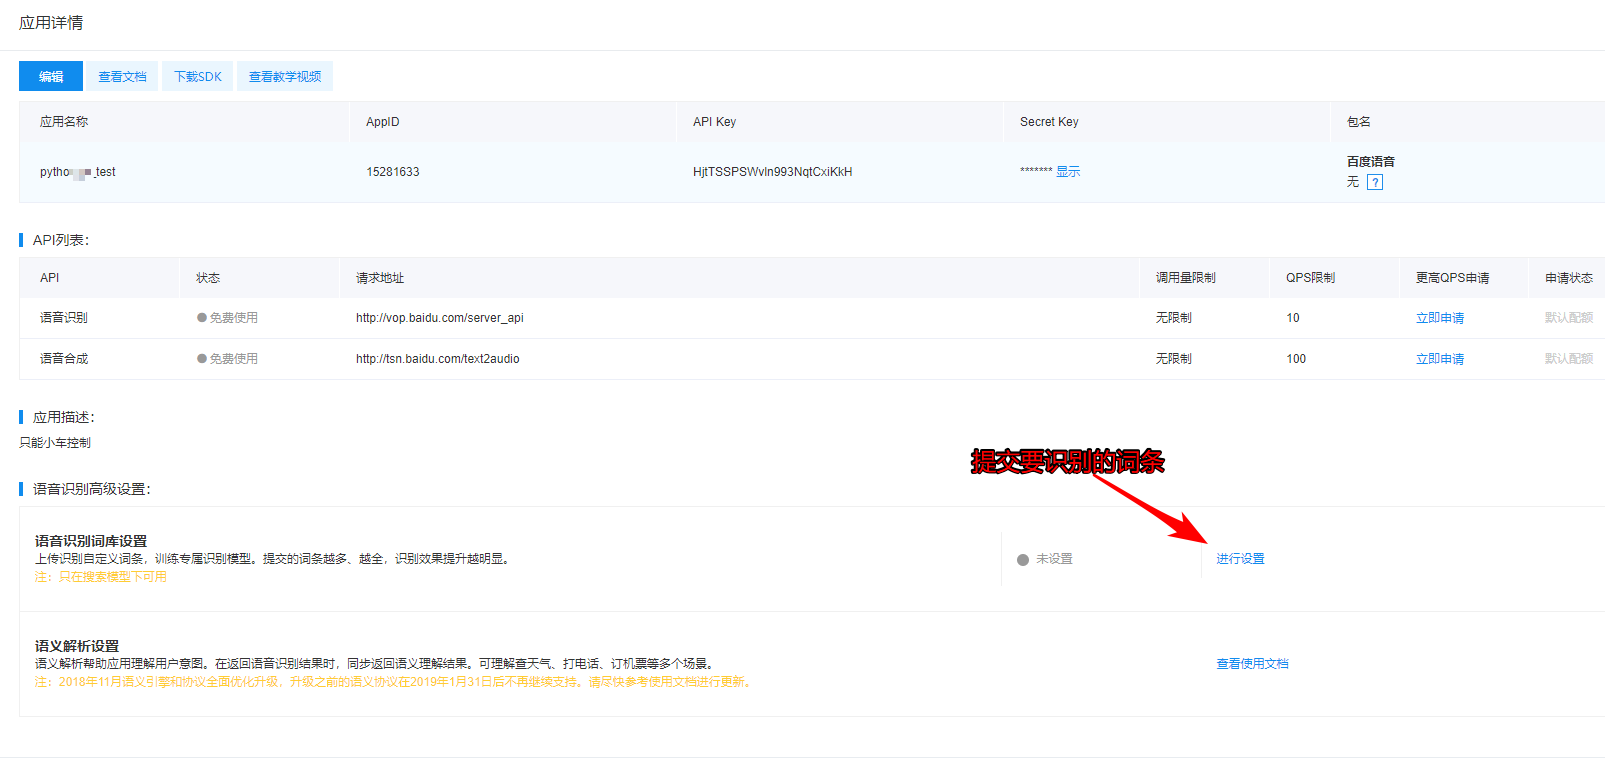 应用详情
编辑 查看文档 下载SDK 查看教学视频
应用名称 AppID API Key Secret Key 包名
pytho _test 15281633 HjtTSSPSWvln993NqtCxiKkH ******* 显示 百度语音
无 ?
API列表:
API 状态 请求地址 调用量限制 QPS限制 更高QPS申请 申请状态
语音识别 免费使用 http://vop.baidu.com/server_api 无限制 10 立即申请 默认配额
语音合成 免费使用 http://tsn.baidu.com/text2audio 无限制 100 立即申请 默认配额
应用描述:
只能小车控制
提交要识别的词条
语音识别高级设置:
语音识别词库设置
上传识别自定义词条，训练专属识别模型。提交的词条越多、越全，识别效果提升越明显。
注：只在搜索模型下可用
未设置 进行设置
语义解析设置
语义解析帮助应用理解用户意图。在返回语音识别结果时，同步返回语义理解结果。可理解查天气、打电话、订机票等多个场景。
注：2018年11月语义引擎和协议全面优化升级，升级之前的语义协议在2019年1月31日后不再继续支持。请尽快参考使用文档进行更新。
查看使用文档